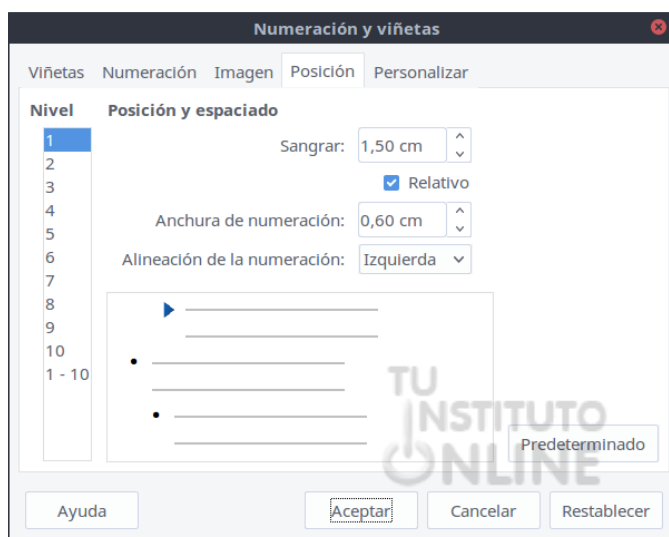 Numeración y viñetas
Viñetas Numeración Imagen Posición Personalizar
Nivel Posición y espaciado
1
2
3
4
5
6
7
8
9
10
1 - 10
Sangrar: 1,50 cm
Relativo
Anchura de numeración: 0,60 cm
Alineación de la numeración: Izquierda
TU
INSTITUTO
ONLINE
Predeterminado
Ayuda Aceptar Cancelar Restablecer